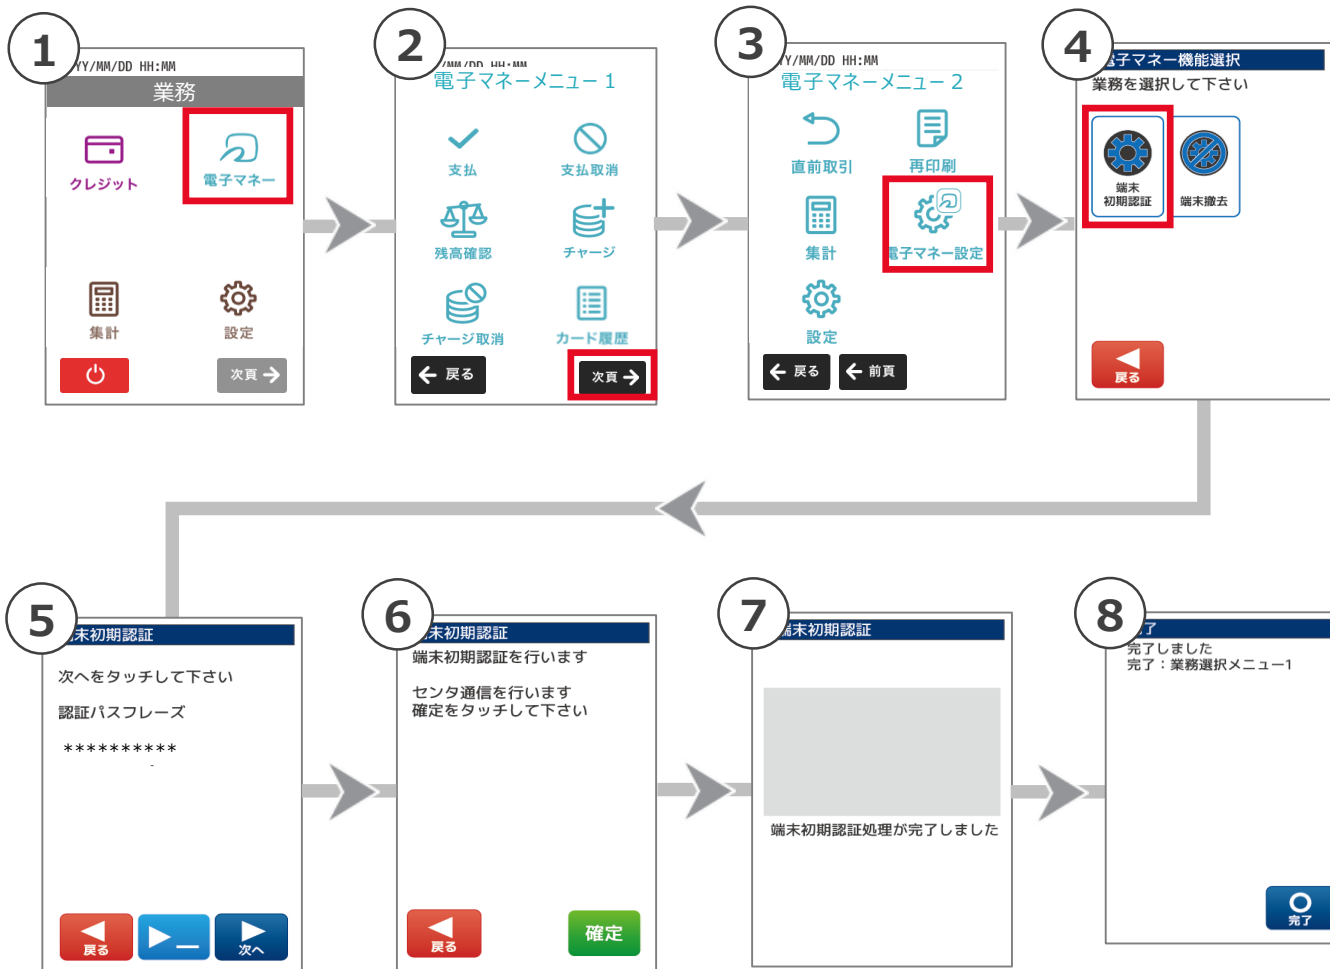 1
YY/MM/DD HH:MM
業務
クレジット
電子マネー
集計
設定
次頁
2
/MM/DD HH:MM
電子マネーメニュー 1
支払
支払取消
残高確認
チャージ
チャージ取消
カード履歴
戻る
次頁
3
YY/MM/DD HH:MM
電子マネーメニュー 2
直前取引
再印刷
集計
電子マネー設定
設定
戻る
前頁
4
電子マネー機能選択
業務を選択して下さい
端末
初期認証
端末撤去
戻る
5
端末初期認証
次へをタッチして下さい
認証パスフレーズ
**********
戻る
次へ
6
端末初期認証
端末初期認証を行います
センタ通信を行います
確定をタッチして下さい
戻る
確定
7
端末初期認証
端末初期認証処理が完了しました
8
完了
完了しました
完了：業務選択メニュー1
完了